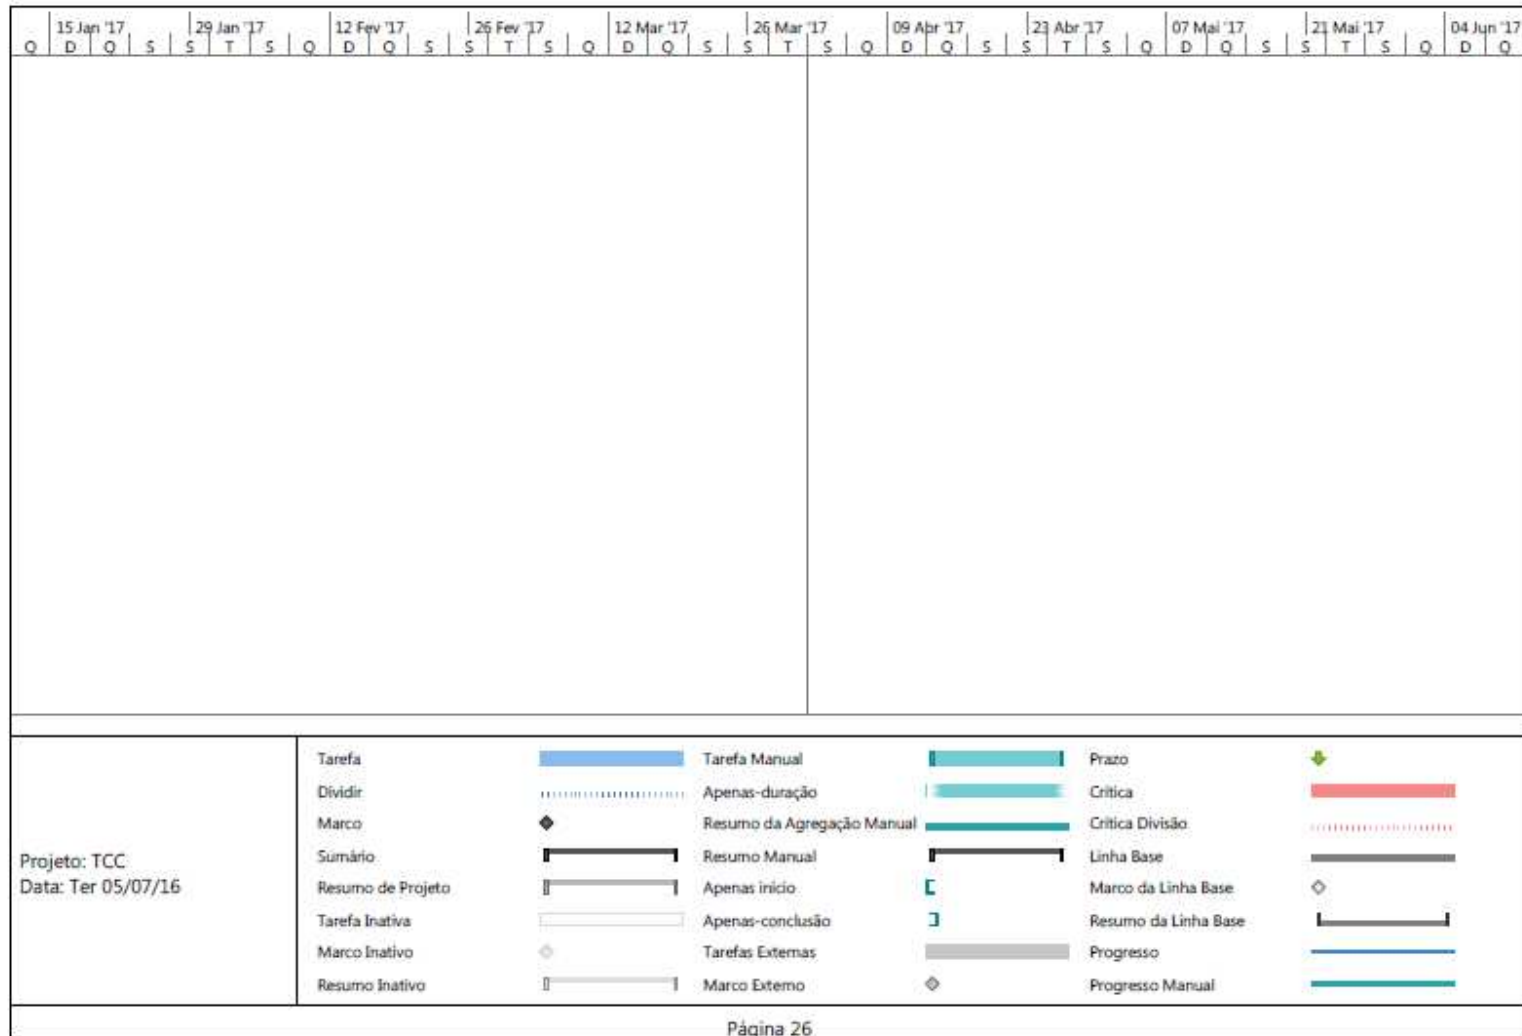 15 Jan '17 29 Jan '17 12 Fev '17 26 Fev '17 12 Mar '17 26 Mar '17 09 Abr '17 23 Abr '17 07 Mai '17 21 Mai '17 04 Jun '17
Q D Q S S T S Q D Q S S T S Q D Q S S T S Q D Q S S T S Q D Q S S T S Q D Q
Tarefa Tarefa Manual Prazo
Dividir Apenas-duração Crítica
Marco Resumo da Agregação Manual Crítica Divisão
Projeto: TCC
Data: Ter 05/07/16
Sumário Resumo Manual Linha Base
Resumo de Projeto Apenas início Marco da Linha Base
Tarefa Inativa Apenas-conclusão Resumo da Linha Base
Marco Inativo Tarefas Externas Progresso
Resumo Inativo Marco Externo Progresso Manual
Página 26